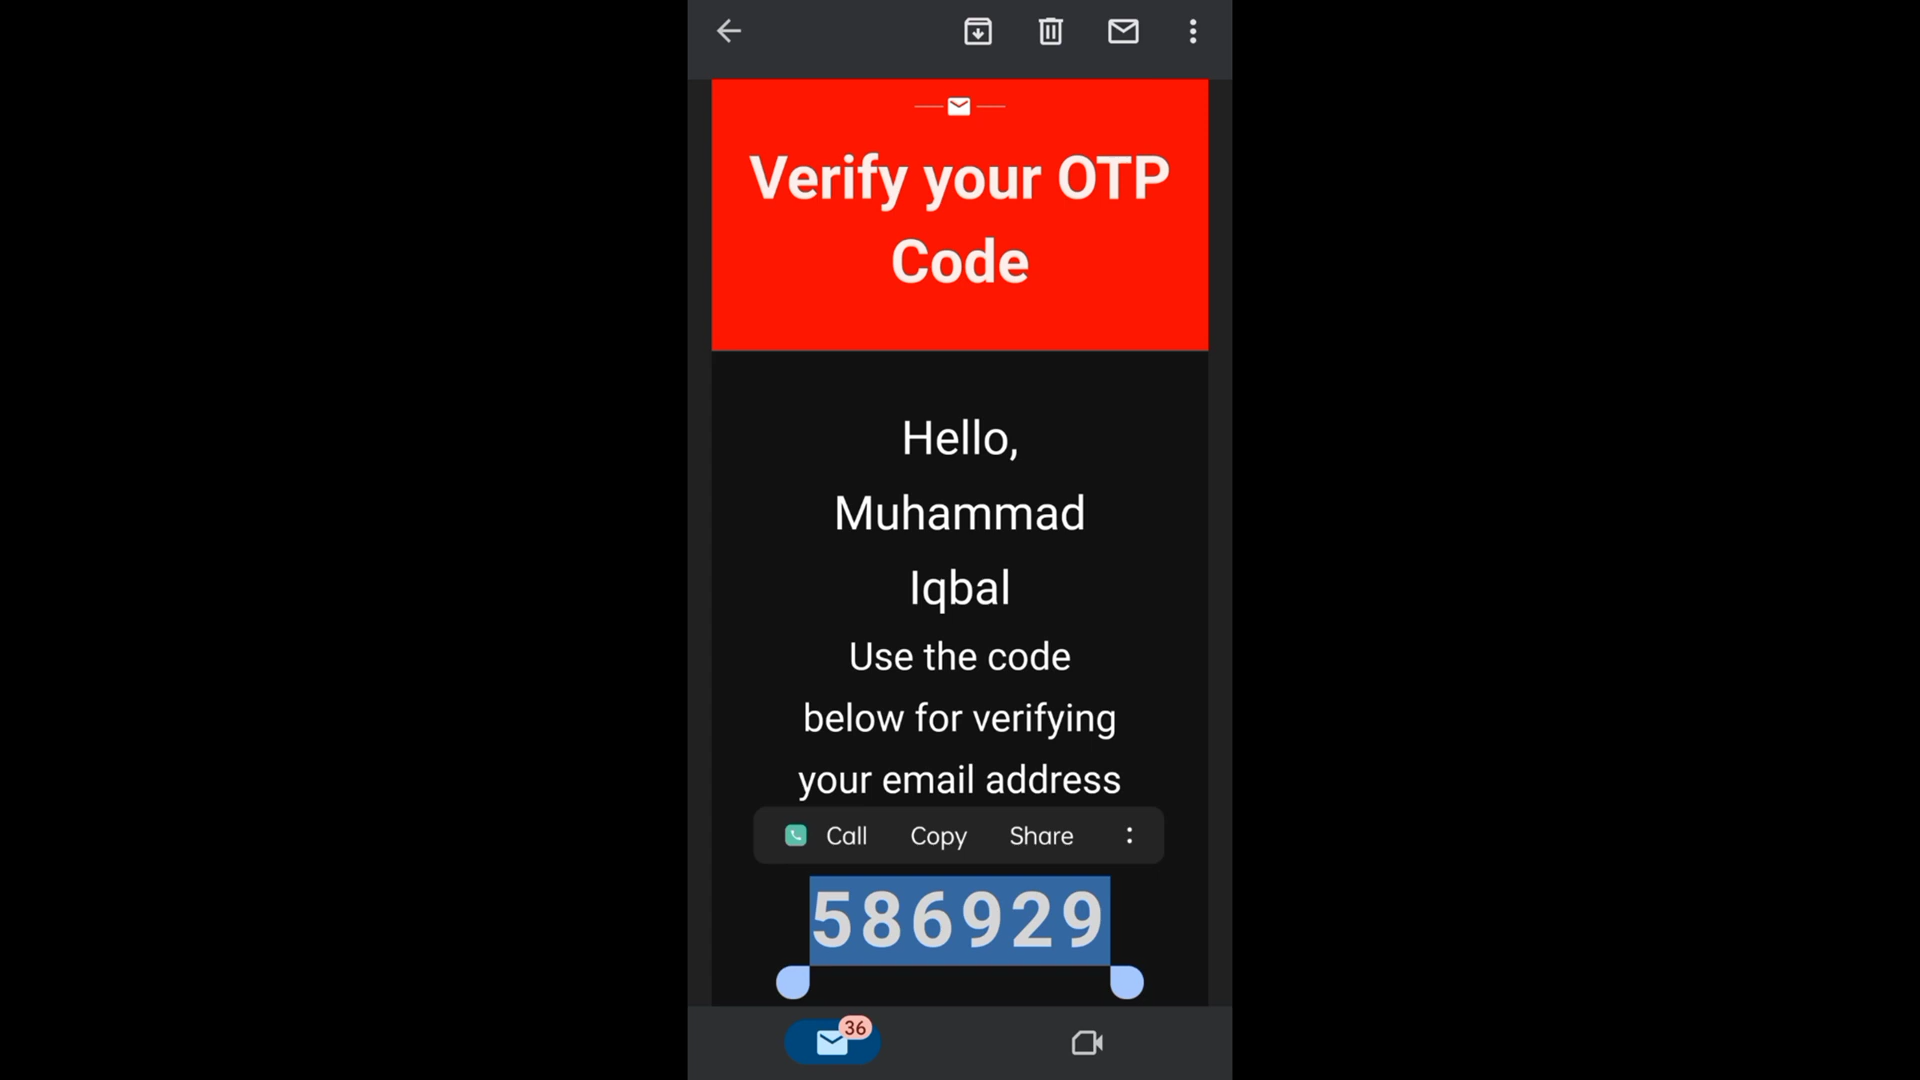 Verify your OTP
Code
Hello,
Muhammad
Iqbal
Use the code
below for verifying
your email address
Call Copy Share
586929
36